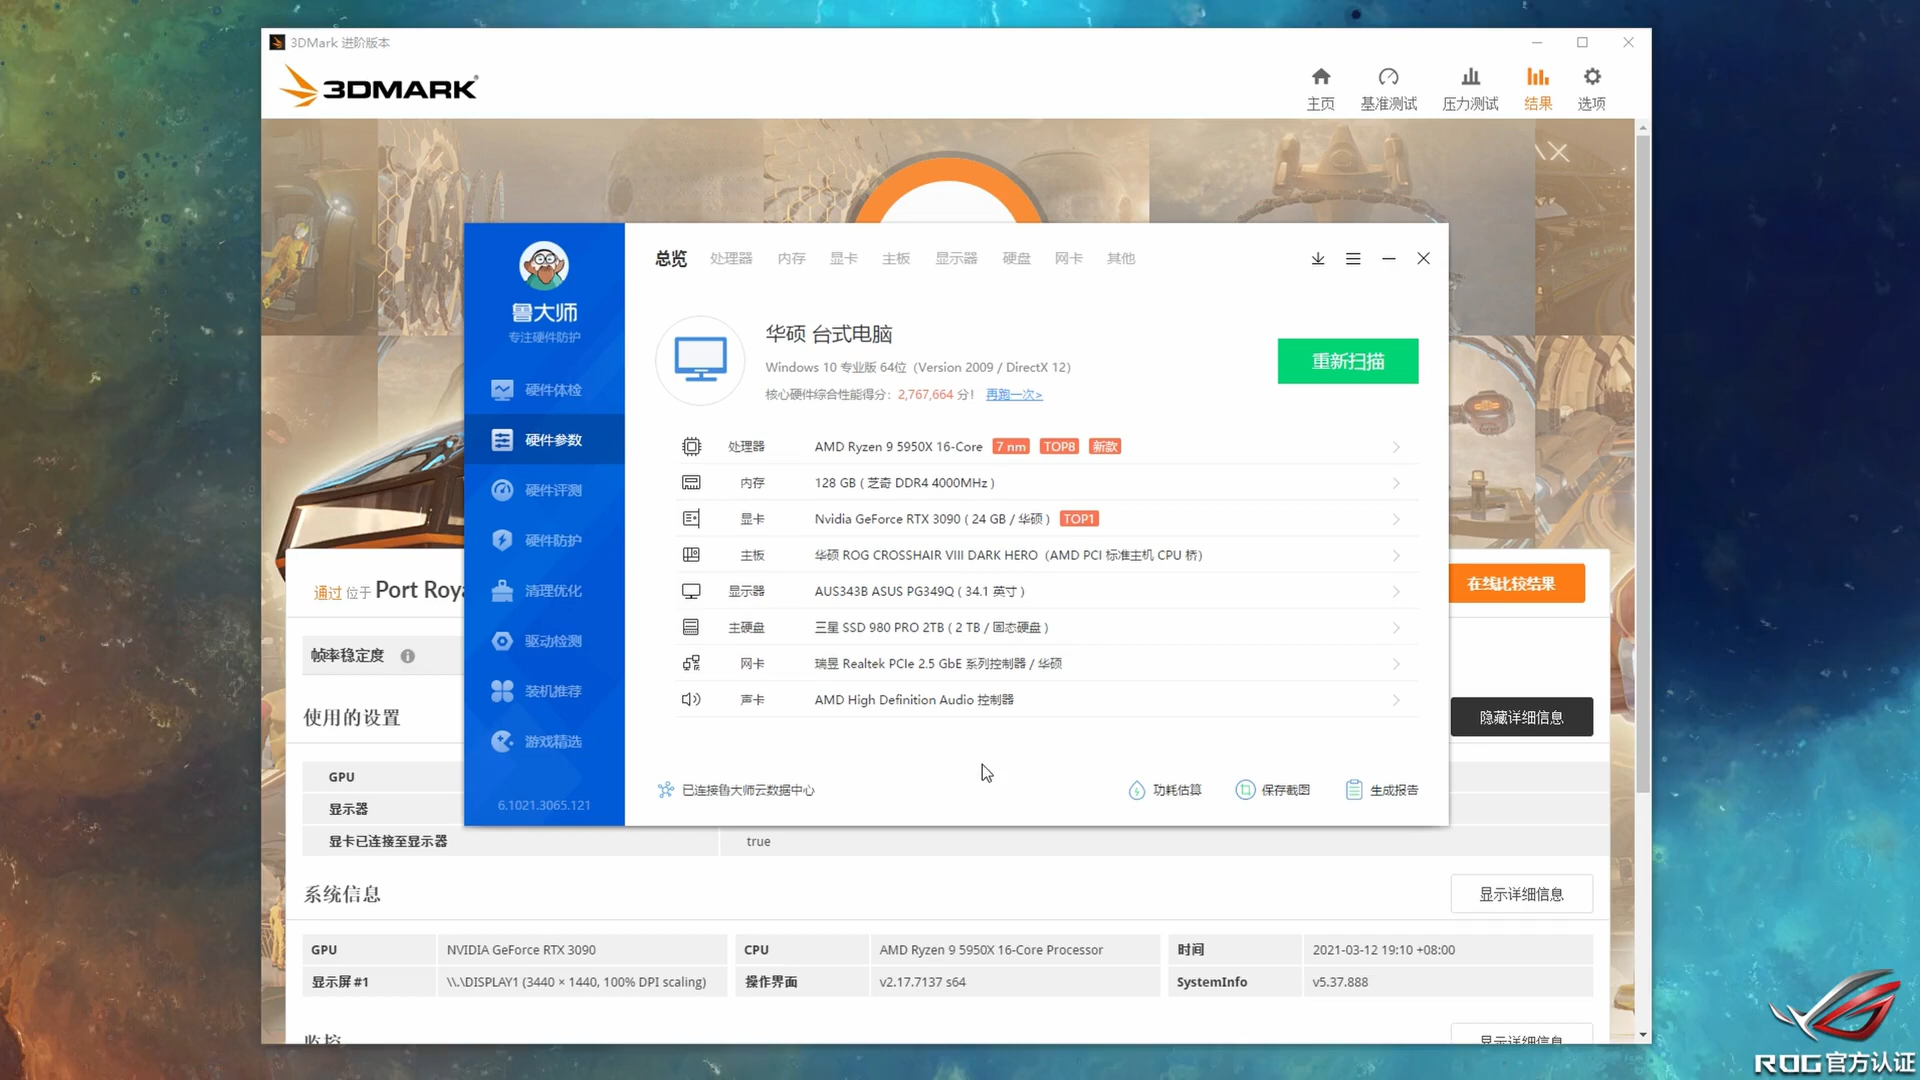 3DMark 进阶版本
3DMARK
主页 基准测试 压力测试 结果 选项
鲁大师
专注硬件防护
硬件体检
硬件参数
硬件评测
硬件防护
清理优化
驱动检测
装机推荐
游戏精选
6.1021.3065.121
总览 处理器 内存 显卡 主板 显示器 硬盘 网卡 其他
华硕 台式电脑
Windows 10 专业版 64位（Version 2009 / DirectX 12）
核心硬件综合性能得分：2,767,664 分！ 再跑一次>
重新扫描
处理器 AMD Ryzen 9 5950X 16-Core 7 nm TOP8 新款
内存 128 GB ( 芝奇 DDR4 4000MHz )
显卡 Nvidia GeForce RTX 3090 ( 24 GB / 华硕 ) TOP1
主板 华硕 ROG CROSSHAIR VIII DARK HERO（AMD PCI 标准主机 CPU 桥）
显示器 AUS343B ASUS PG349Q ( 34.1 英寸 )
主硬盘 三星 SSD 980 PRO 2TB ( 2 TB / 固态硬盘 )
网卡 瑞昱 Realtek PCIe 2.5 GbE 系列控制器 / 华硕
声卡 AMD High Definition Audio 控制器
已连接鲁大师云数据中心 功耗估算 保存截图 生成报告
通过 位于 Port Roya
在线比较结果
帧率稳定度
使用的设置
隐藏详细信息
GPU
显示器
显卡已连接至显示器 true
系统信息
显示详细信息
GPU NVIDIA GeForce RTX 3090 CPU AMD Ryzen 9 5950X 16-Core Processor 时间 2021-03-12 19:10 +08:00
显示屏 #1 \\.\DISPLAY1 (3440 × 1440, 100% DPI scaling) 操作界面 v2.17.7137 s64 SystemInfo v5.37.888
监控
显示详细信息
ROG官方认证